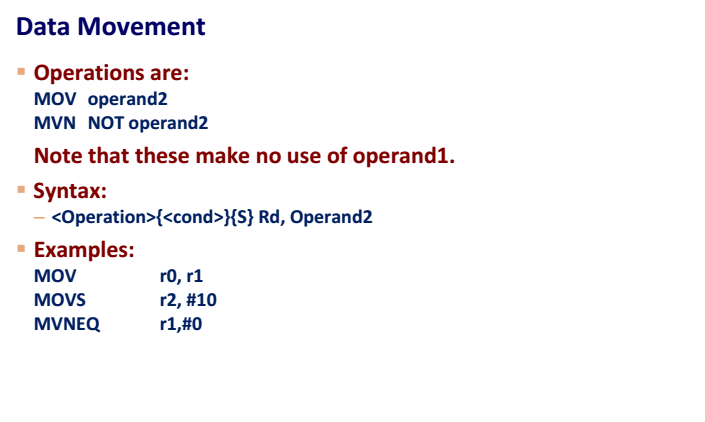 Data Movement
▪ Operations are:
MOV operand2
MVN NOT operand2
Note that these make no use of operand1.
▪ Syntax:
– <Operation>{<cond>}{S} Rd, Operand2
▪ Examples:
MOV r0, r1
MOVS r2, #10
MVNEQ r1,#0